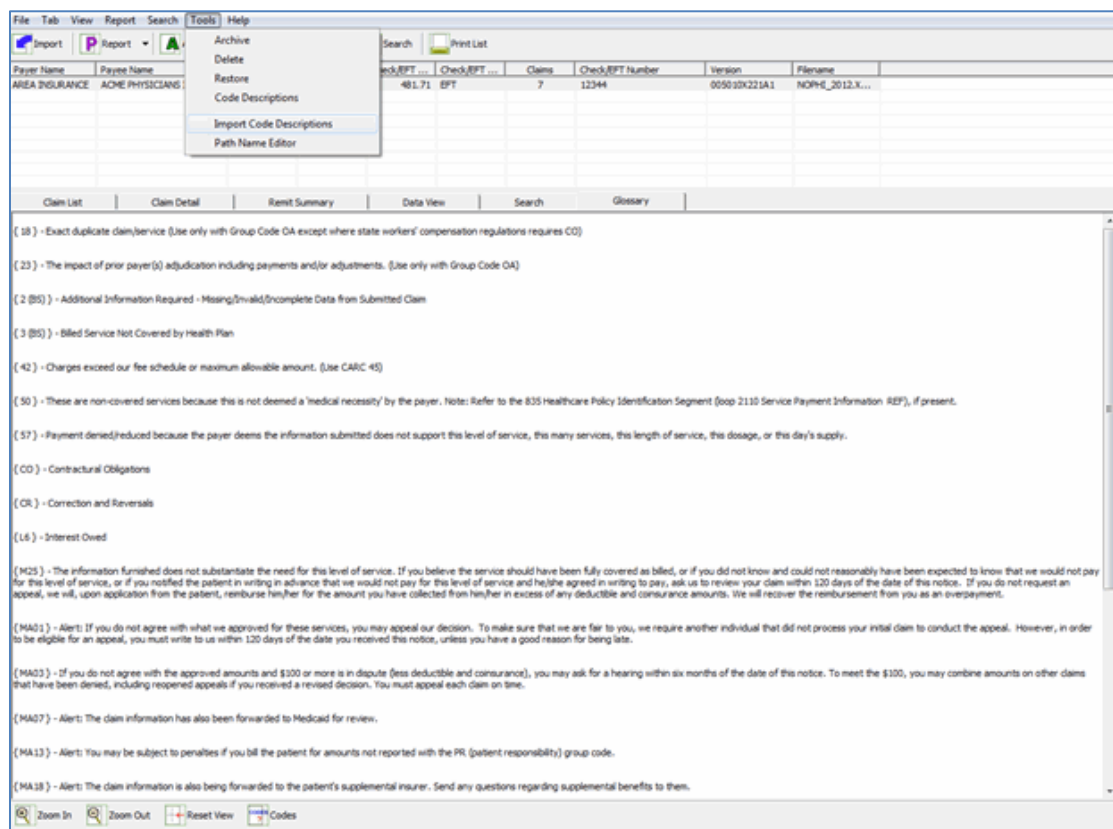 File Tab View Report Search Tools Help
Import Report Search Print List
Archive
Delete
Restore
Code Descriptions
Import Code Descriptions
Path Name Editor
Payer Name Payee Name Check/EFT ... Check/EFT ... Claims Check/EFT Number Version Filename
AREA INSURANCE ACME PHYSICIANS 481.71 EFT 7 12344 005010X221A1 NOPHI_2012.X...
Claim List Claim Detail Remit Summary Data View Search Glossary
{ 18 } - Exact duplicate claim/service (Use only with Group Code OA except where state workers' compensation regulations requires CO)
{ 23 } - The impact of prior payer(s) adjudication including payments and/or adjustments. (Use only with Group Code OA)
{ 2 (BS) } - Additional Information Required - Missing/Invalid/Incomplete Data from Submitted Claim
{ 3 (BS) } - Billed Service Not Covered by Health Plan
{ 42 } - Charges exceed our fee schedule or maximum allowable amount. (Use CARC 45)
{ 50 } - These are non-covered services because this is not deemed a 'medical necessity' by the payer. Note: Refer to the 835 Healthcare Policy Identification Segment (loop 2110 Service Payment Information REF), if present.
{ 57 } - Payment denied/reduced because the payer deems the information submitted does not support this level of service, this many services, this length of service, this dosage, or this day's supply.
{ CO } - Contractural Obligations
{ CR } - Correction and Reversals
{ L6 } - Interest Owed
{ M25 } - The information furnished does not substantiate the need for this level of service. If you believe the service should have been fully covered as billed, or if you did not know and could not reasonably have been expected to know that we would not pay
for this level of service, or if you notified the patient in writing in advance that we would not pay for this level of service and he/she agreed in writing to pay, ask us to review your claim within 120 days of the date of this notice. If you do not request an
appeal, we will, upon application from the patient, reimburse him/her for the amount you have collected from him/her in excess of any deductible and coinsurance amounts. We will recover the reimbursement from you as an overpayment.
{ MA01 } - Alert: If you do not agree with what we approved for these services, you may appeal our decision. To make sure that we are fair to you, we require another individual that did not process your initial claim to conduct the appeal. However, in order
to be eligible for an appeal, you must write to us within 120 days of the date you received this notice, unless you have a good reason for being late.
{ MA03 } - If you do not agree with the approved amounts and $100 or more is in dispute (less deductible and coinsurance), you may ask for a hearing within six months of the date of this notice. To meet the $100, you may combine amounts on other claims
that have been denied, including reopened appeals if you received a revised decision. You must appeal each claim on time.
{ MA07 } - Alert: The claim information has also been forwarded to Medicaid for review.
{ MA13 } - Alert: You may be subject to penalties if you bill the patient for amounts not reported with the PR (patient responsibility) group code.
{ MA18 } - Alert: The claim information is also being forwarded to the patient's supplemental insurer. Send any questions regarding supplemental benefits to them.
Zoom In Zoom Out Reset View Codes